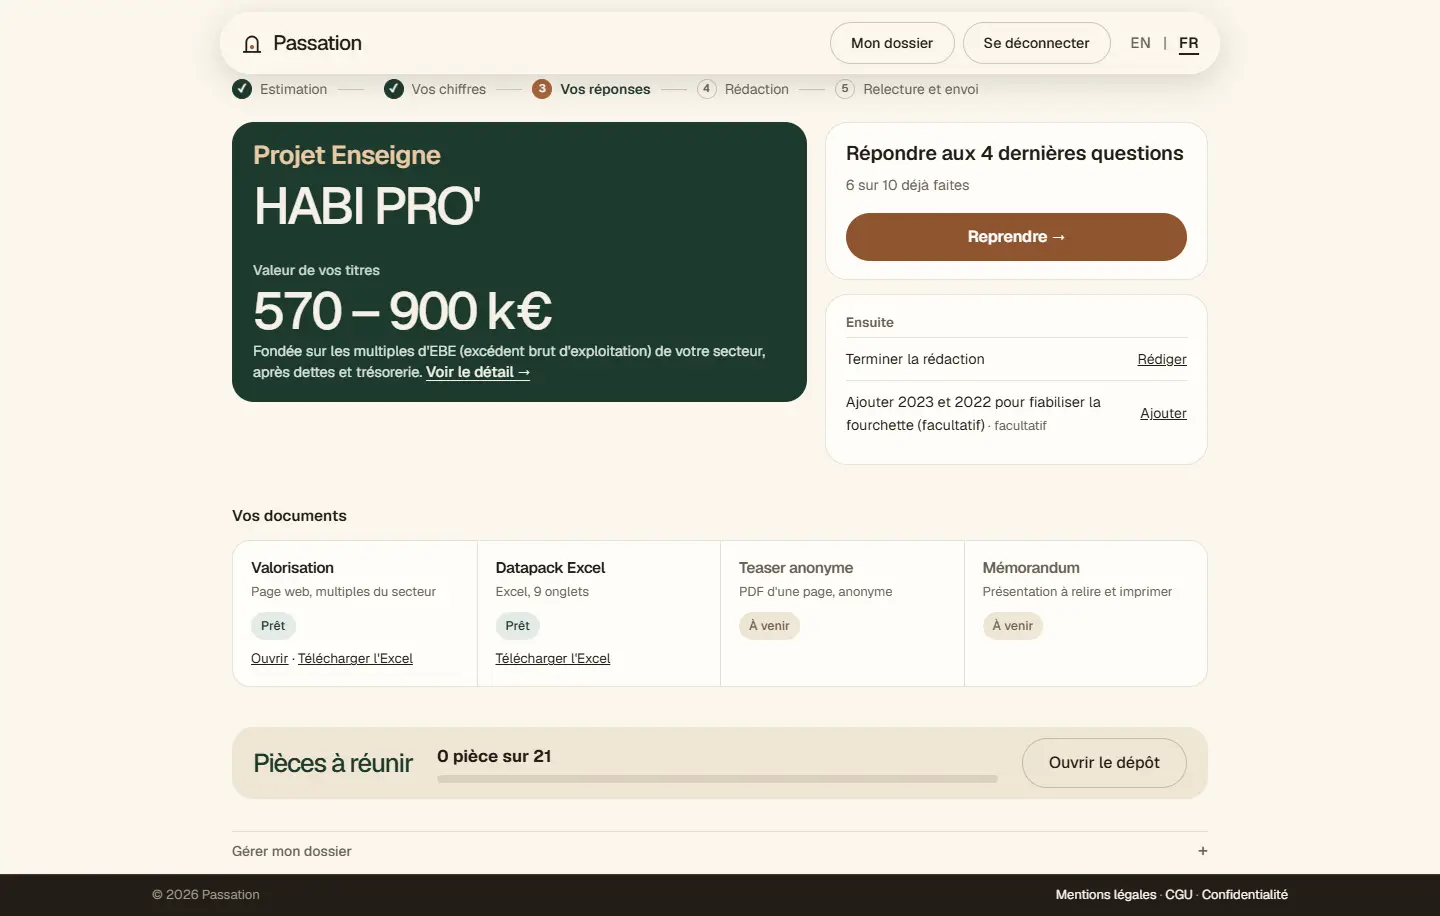 Passation
Mon dossier
Se déconnecter
EN | FR
Estimation
Vos chiffres
3 Vos réponses
4 Rédaction
5 Relecture et envoi
Projet Enseigne
HABI PRO'
Valeur de vos titres
570 – 900 k€
Fondée sur les multiples d'EBE (excédent brut d'exploitation) de votre secteur,
après dettes et trésorerie. Voir le détail →
Répondre aux 4 dernières questions
6 sur 10 déjà faites
Reprendre →
Ensuite
Terminer la rédaction
Rédiger
Ajouter 2023 et 2022 pour fiabiliser la
fourchette (facultatif) · facultatif
Ajouter
Vos documents
Valorisation
Page web, multiples du secteur
Prêt
Ouvrir · Télécharger l'Excel
Datapack Excel
Excel, 9 onglets
Prêt
Télécharger l'Excel
Teaser anonyme
PDF d'une page, anonyme
À venir
Mémorandum
Présentation à relire et imprimer
À venir
Pièces à réunir
0 pièce sur 21
Ouvrir le dépôt
Gérer mon dossier
+
© 2026 Passation
Mentions légales · CGU · Confidentialité